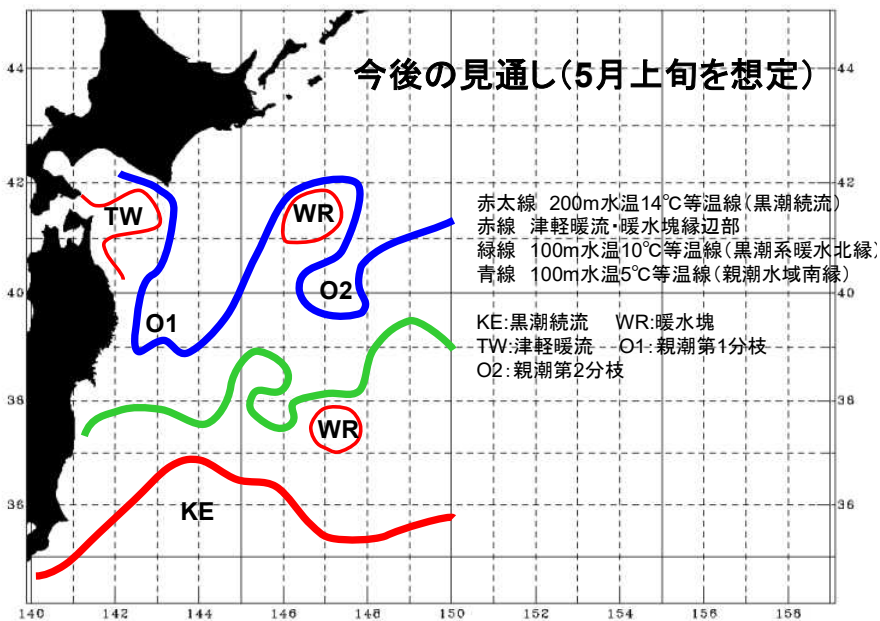 今後の見通し(5月上旬を想定)
44
44
42
TW
WR
42
赤太線 200m水温14℃等温線(黒潮続流)
赤線 津軽暖流・暖水塊縁辺部
緑線 100m水温10℃等温線(黒潮系暖水北縁)
青線 100m水温5℃等温線(親潮水域南縁)
40
O1
O2
40
KE:黒潮続流 WR:暖水塊
TW:津軽暖流 O1:親潮第1分枝
O2:親潮第2分枝
38
WR
38
36
KE
36
140 142 144 146 148 150 152 154 156 158